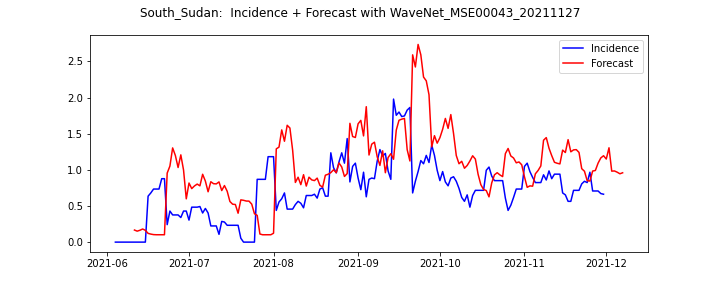 South_Sudan:  Incidence + Forecast with WaveNet_MSE00043_20211127
Incidence
Forecast
2.5
2.0
1.5
1.0
0.5
0.0
2021-06 2021-07 2021-08 2021-09 2021-10 2021-11 2021-12